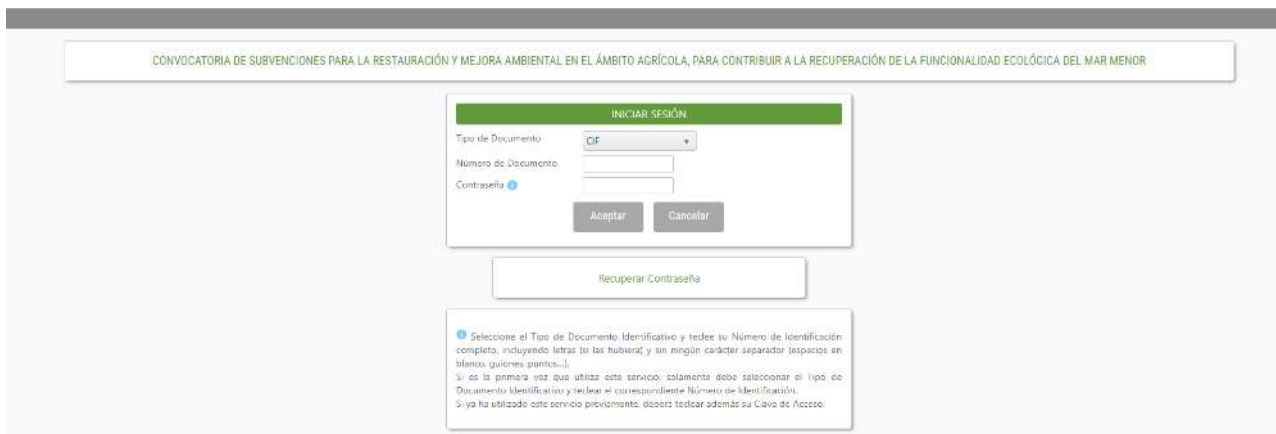 CONVOCATORIA DE SUBVENCIONES PARA LA RESTAURACIÓN Y MEJORA AMBIENTAL EN EL ÁMBITO AGRÍCOLA, PARA CONTRIBUIR A LA RECUPERACIÓN DE LA FUNCIONALIDAD ECOLÓGICA DEL MAR MENOR
INICIAR SESIÓN
Tipo de Documento CIF
Número de Documento
Contraseña
Aceptar Cancelar
Recuperar Contraseña
Seleccione el Tipo de Documento Identificativo y teclee su Número de Identificación
completo, incluyendo letras (si las hubiera) y sin ningún carácter separador (espacios en
blanco, guiones, puntos...).
Si es la primera vez que utiliza este servicio, solamente debe seleccionar el Tipo de
Documento Identificativo y teclear el correspondiente Número de Identificación.
Si ya ha utilizado este servicio previamente, deberá teclear además su Clave de Acceso.